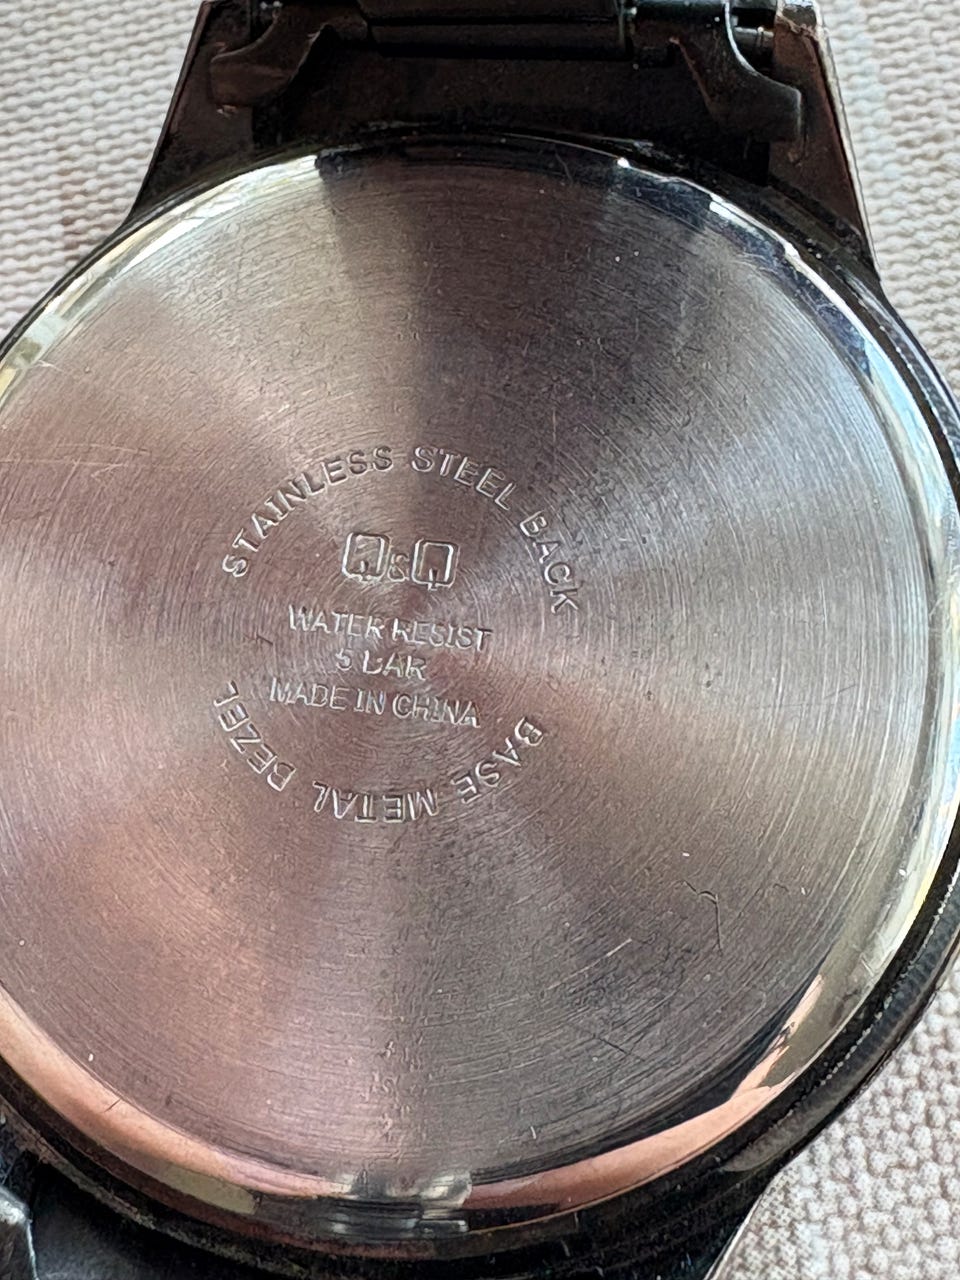 STAINLESS STEEL BACK
Q&Q
WATER RESIST
5 BAR
MADE IN CHINA
BASE METAL BEZEL